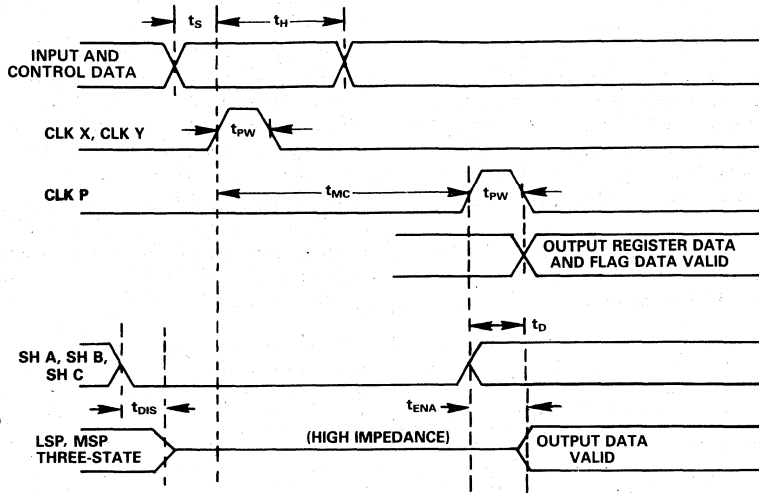 tS
tH
INPUT AND
CONTROL DATA
CLK X, CLK Y
tPW
CLK P
tMC
tPW
OUTPUT REGISTER DATA
AND FLAG DATA VALID
tD
SH A, SH B,
SH C
tDIS
tENA
LSP, MSP
THREE-STATE
(HIGH IMPEDANCE)
OUTPUT DATA
VALID